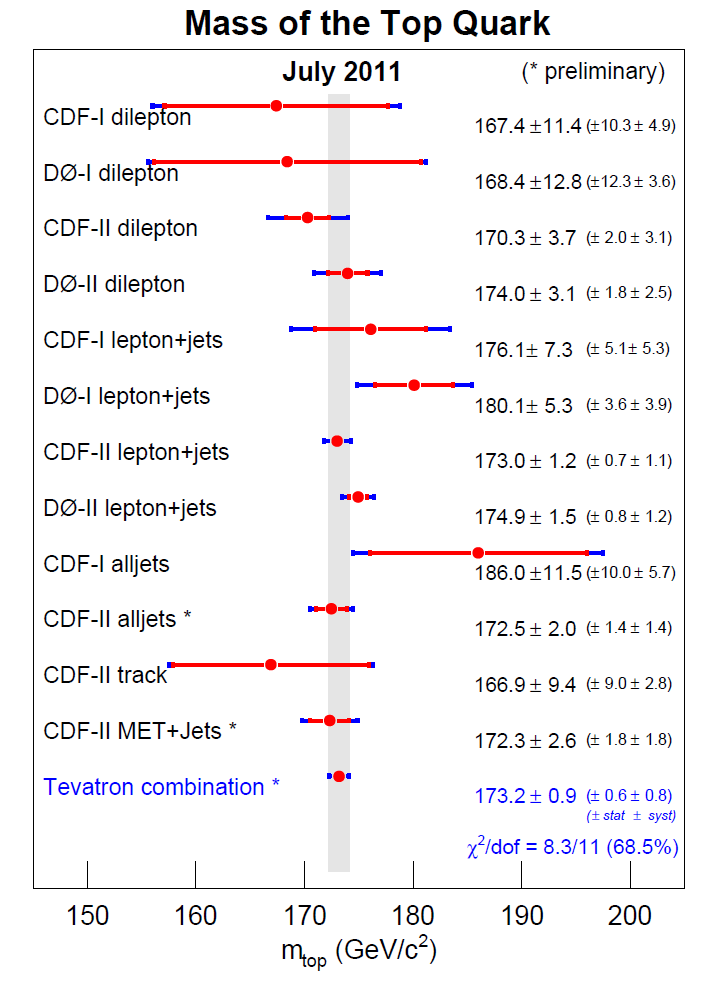 Mass of the Top Quark
July 2011 (* preliminary)
CDF-I dilepton 167.4 ±11.4 (±10.3 ± 4.9)
DØ-I dilepton 168.4 ±12.8 (±12.3 ± 3.6)
CDF-II dilepton 170.3 ± 3.7 (± 2.0 ± 3.1)
DØ-II dilepton 174.0 ± 3.1 (± 1.8 ± 2.5)
CDF-I lepton+jets 176.1 ± 7.3 (± 5.1 ± 5.3)
DØ-I lepton+jets 180.1 ± 5.3 (± 3.6 ± 3.9)
CDF-II lepton+jets 173.0 ± 1.2 (± 0.7 ± 1.1)
DØ-II lepton+jets 174.9 ± 1.5 (± 0.8 ± 1.2)
CDF-I alljets 186.0 ±11.5 (±10.0 ± 5.7)
CDF-II alljets * 172.5 ± 2.0 (± 1.4 ± 1.4)
CDF-II track 166.9 ± 9.4 (± 9.0 ± 2.8)
CDF-II MET+Jets * 172.3 ± 2.6 (± 1.8 ± 1.8)
Tevatron combination * 173.2 ± 0.9 (± 0.6 ± 0.8)
(± stat ± syst)
χ²/dof = 8.3/11 (68.5%)
150 160 170 180 190 200
m_top (GeV/c²)